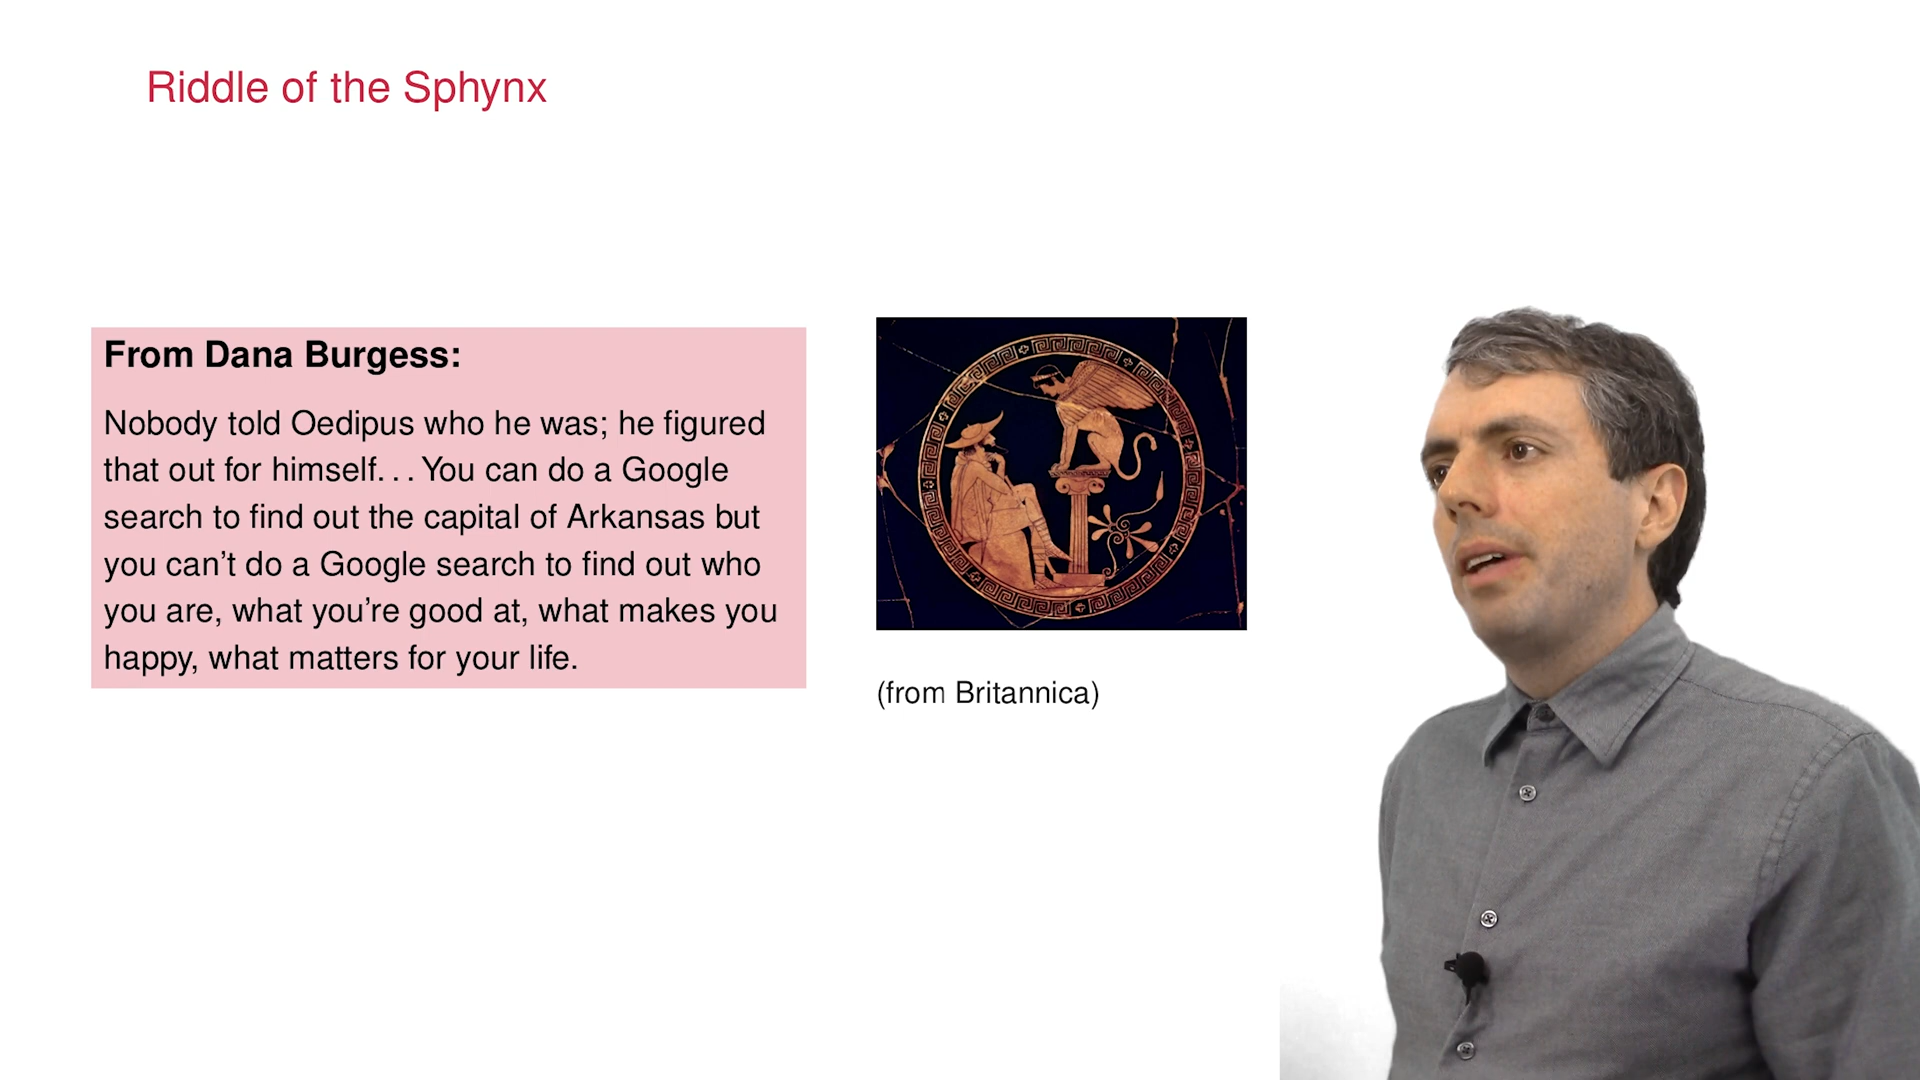 Riddle of the Sphynx
From Dana Burgess:
Nobody told Oedipus who he was; he figured
that out for himself. . . You can do a Google
search to find out the capital of Arkansas but
you can't do a Google search to find out who
you are, what you're good at, what makes you
happy, what matters for your life.
(from Britannica)